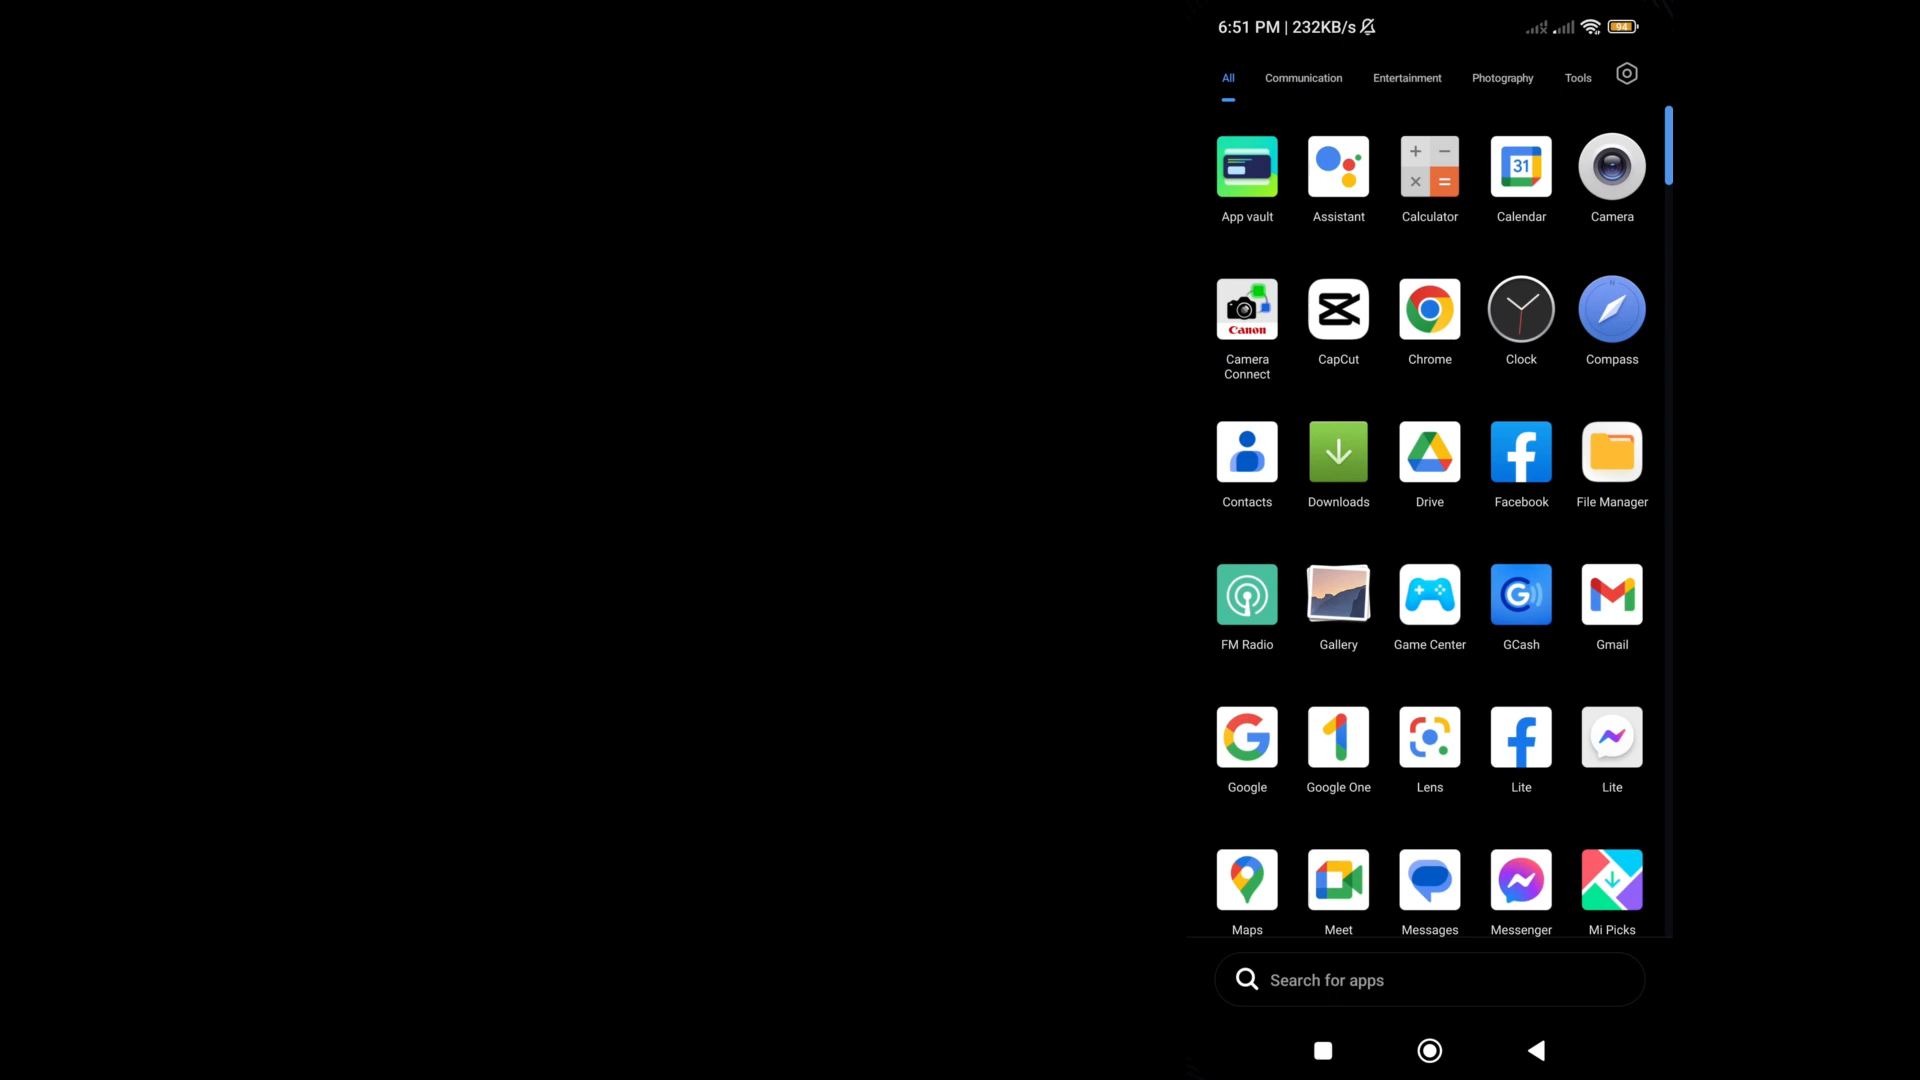 6:51 PM | 232KB/s 94
All Communication Entertainment Photography Tools
31
App vault Assistant Calculator Calendar Camera
Canon
Camera Connect CapCut Chrome Clock Compass
Contacts Downloads Drive Facebook File Manager
FM Radio Gallery Game Center GCash Gmail
Google Google One Lens Lite Lite
Maps Meet Messages Messenger Mi Picks
Search for apps